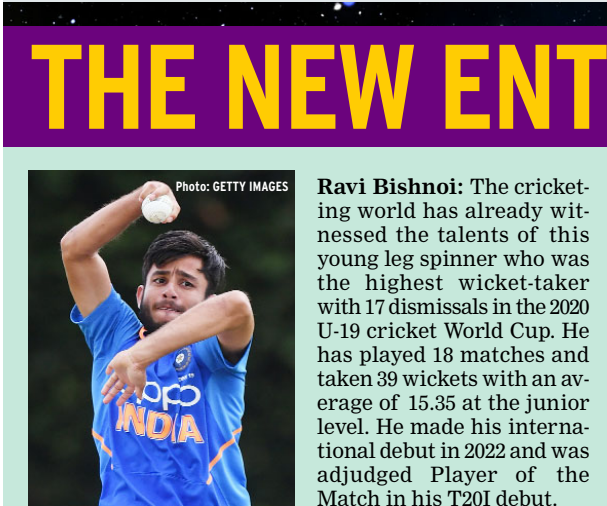 THE NEW ENT
Photo: GETTY IMAGES
Ravi Bishnoi: The cricket-
ing world has already wit-
nessed the talents of this
young leg spinner who was
the highest wicket-taker
with 17 dismissals in the 2020
U-19 cricket World Cup. He
has played 18 matches and
taken 39 wickets with an av-
erage of 15.35 at the junior
level. He made his interna-
tional debut in 2022 and was
adjudged Player of the
Match in his T20I debut.
oppo
INDIA